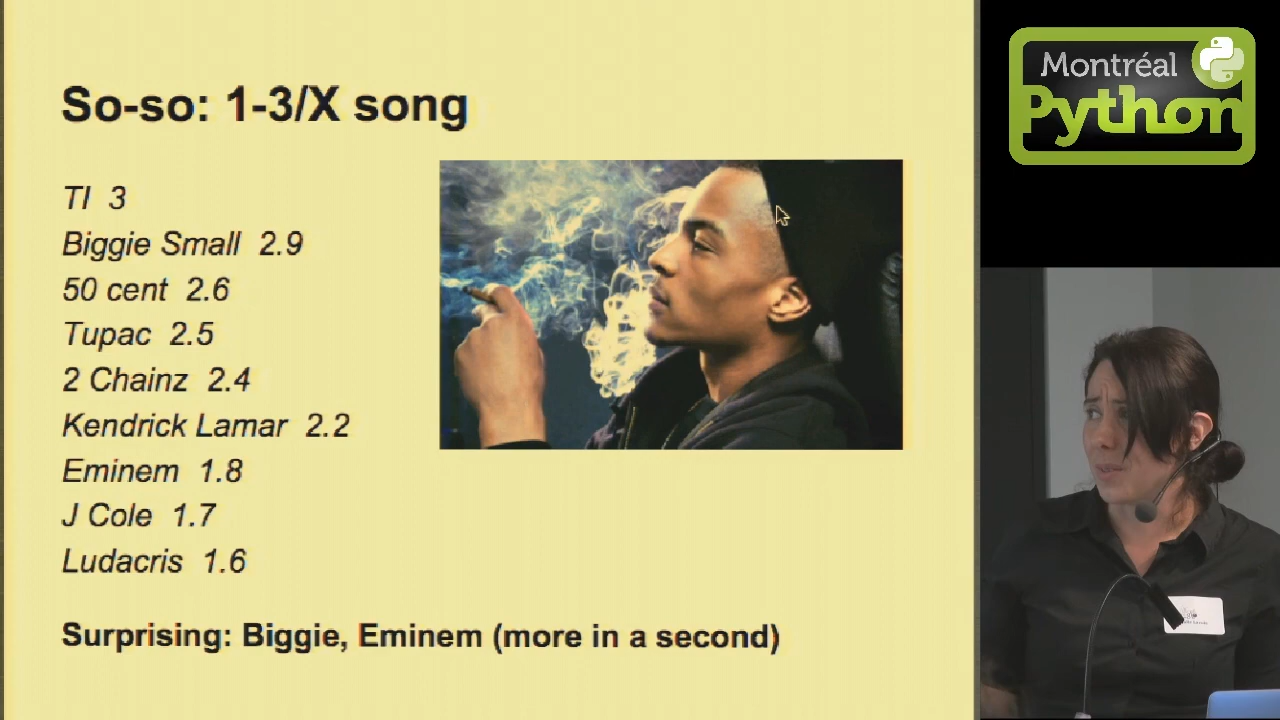 So-so: 1-3/X song
TI 3
Biggie Small 2.9
50 cent 2.6
Tupac 2.5
2 Chainz 2.4
Kendrick Lamar 2.2
Eminem 1.8
J Cole 1.7
Ludacris 1.6
Surprising: Biggie, Eminem (more in a second)
Montréal
Python